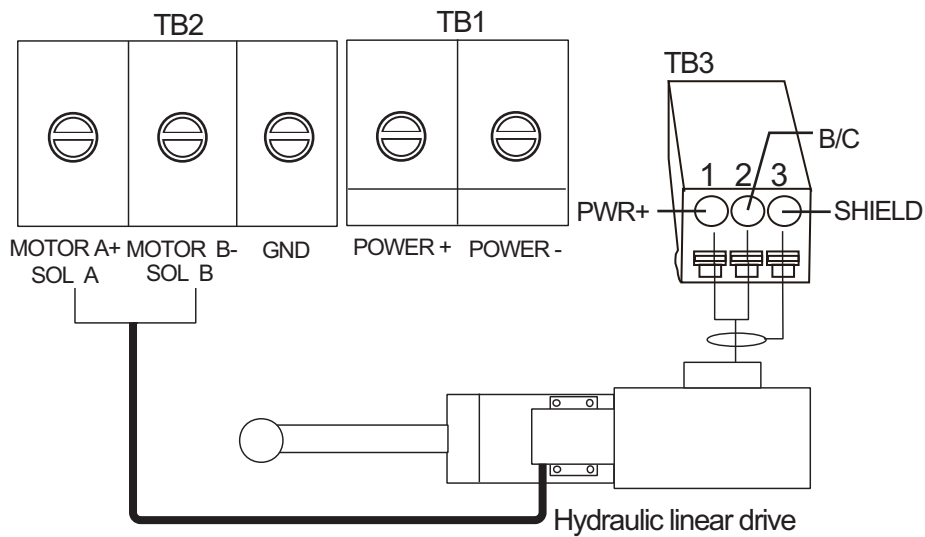 TB2
TB1
TB3
B/C
1 2 3
PWR+
SHIELD
MOTOR A+ MOTOR B- GND
SOL A SOL B
POWER + POWER -
Hydraulic linear drive